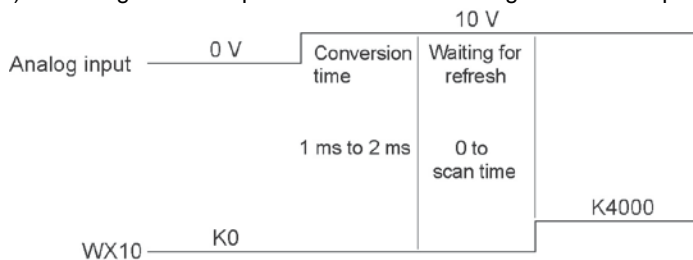 10 V
0 V
Analog input
Conversion time
Waiting for refresh
1 ms to 2 ms
0 to scan time
K4000
K0
WX10